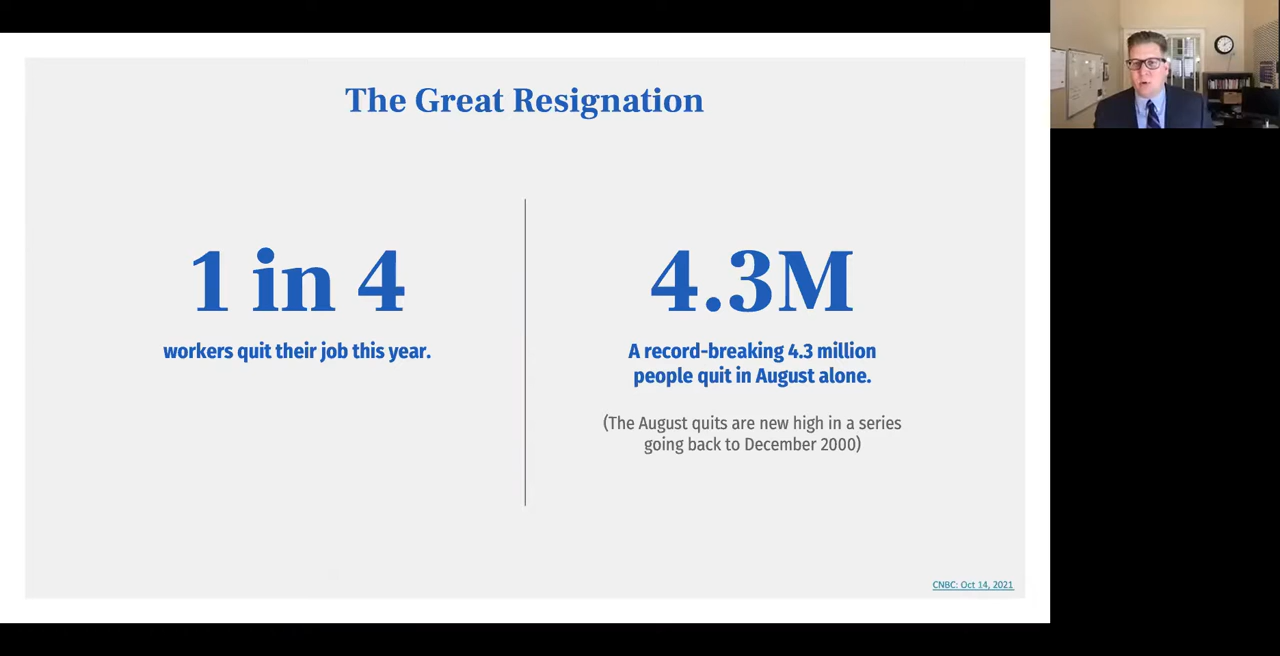 The Great Resignation
1 in 4
workers quit their job this year.
4.3M
A record-breaking 4.3 million
people quit in August alone.
(The August quits are new high in a series
going back to December 2000)
CNBC: Oct 14, 2021